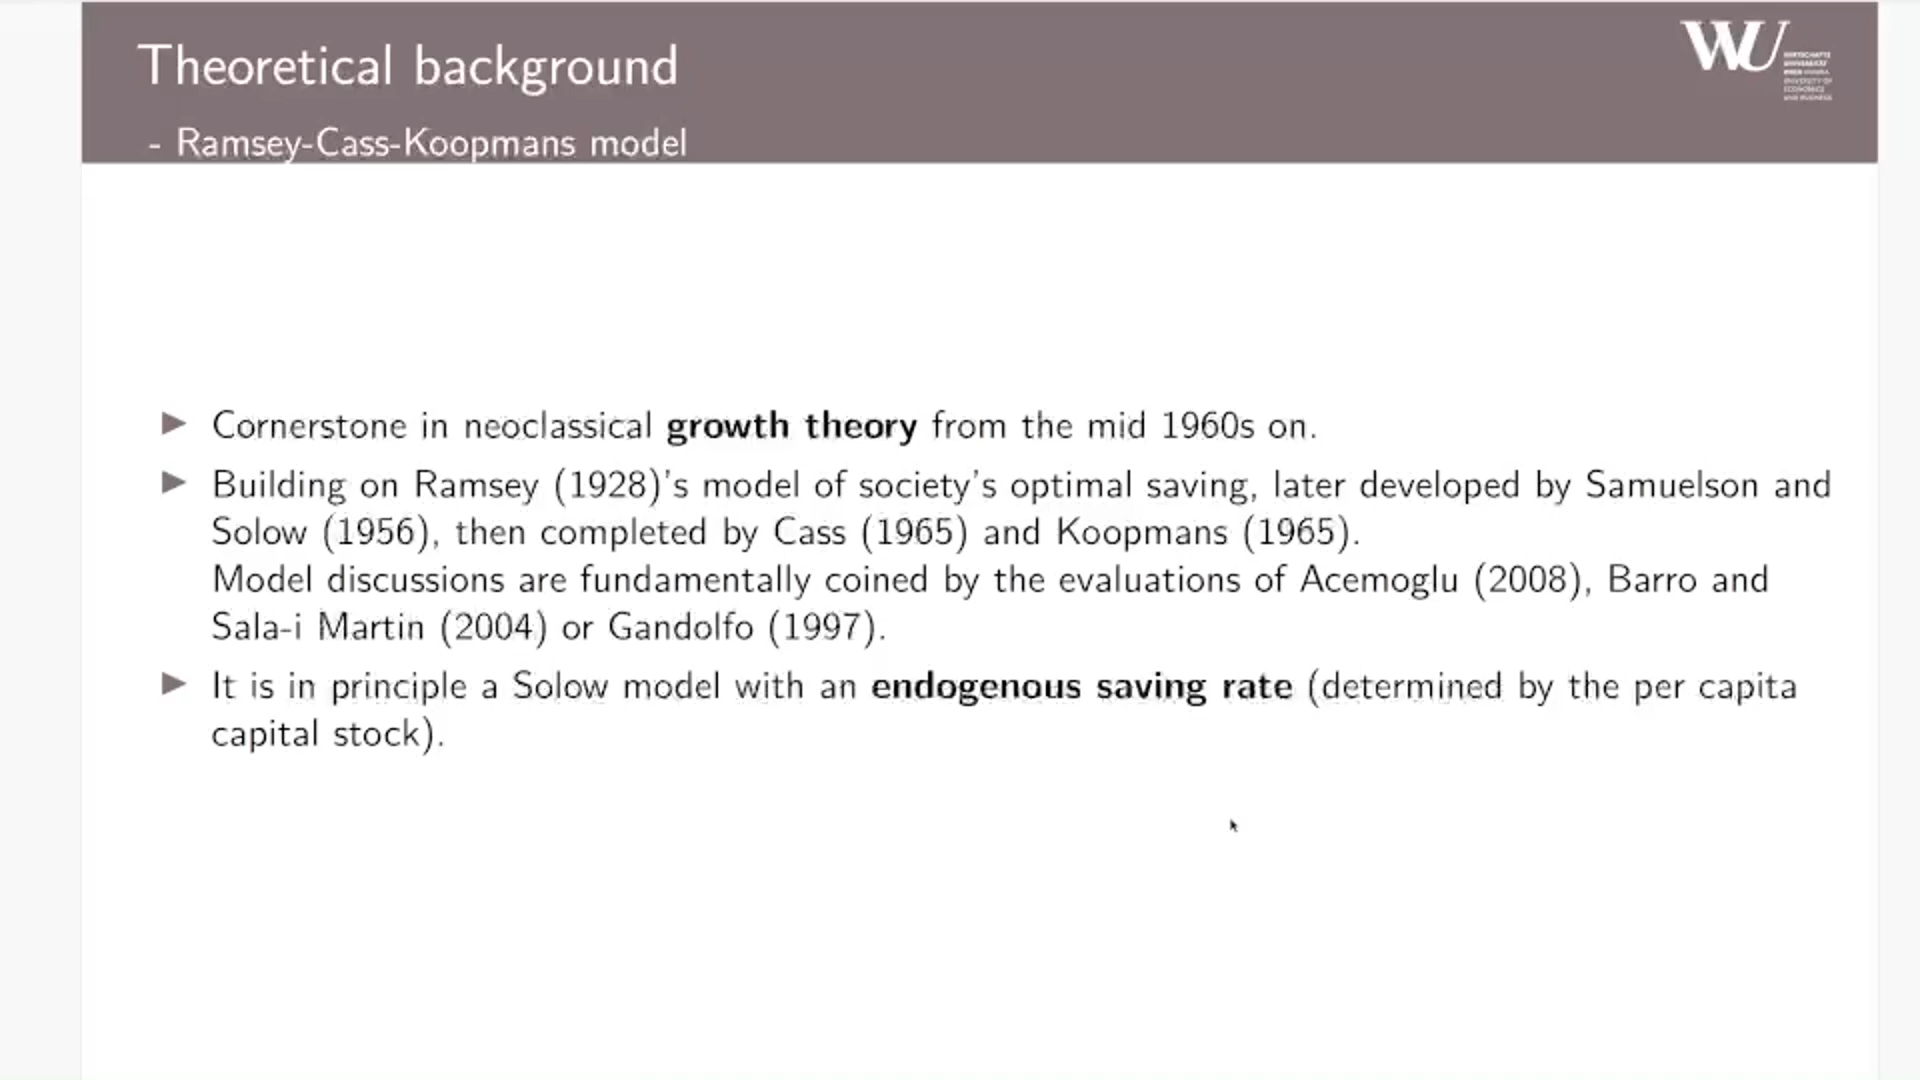 Theoretical background
- Ramsey-Cass-Koopmans model
WU
▶ Cornerstone in neoclassical growth theory from the mid 1960s on.
▶ Building on Ramsey (1928)'s model of society's optimal saving, later developed by Samuelson and
Solow (1956), then completed by Cass (1965) and Koopmans (1965).
Model discussions are fundamentally coined by the evaluations of Acemoglu (2008), Barro and
Sala-i Martin (2004) or Gandolfo (1997).
▶ It is in principle a Solow model with an endogenous saving rate (determined by the per capita
capital stock).